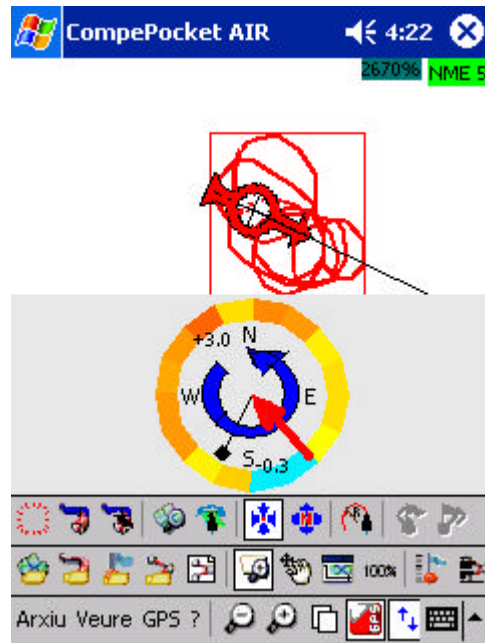 CompePocket AIR 4:22
2670% NME 5
+3.0 N
W E
S -0.3
N
R
100%
Arxiu Veure GPS ? GPS